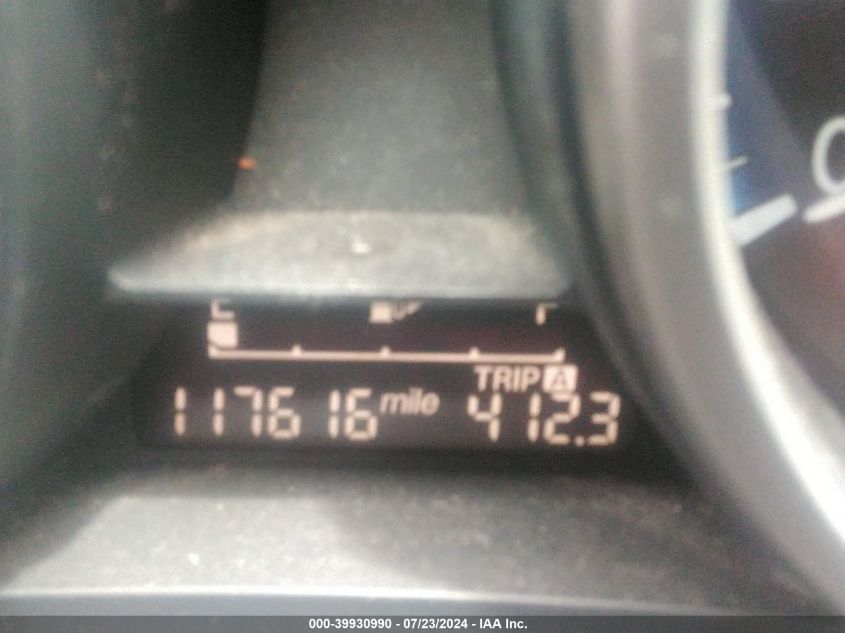 E F
TRIP A
117616 mile 412.3
000-39930990 - 07/23/2024 - IAA Inc.